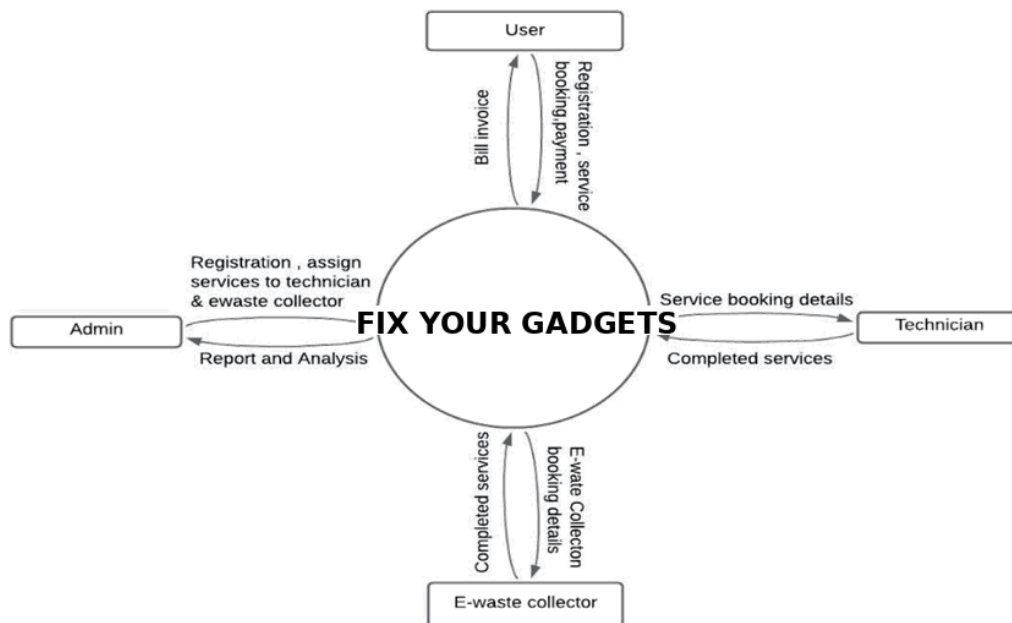 User
Bill invoice
Registration , service
booking,payment
Registration , assign
services to technician
& ewaste collector
Admin
Report and Analysis
FIX YOUR GADGETS
Service booking details
Technician
Completed services
Completed services
E-wate Collecton
booking details
E-waste collector